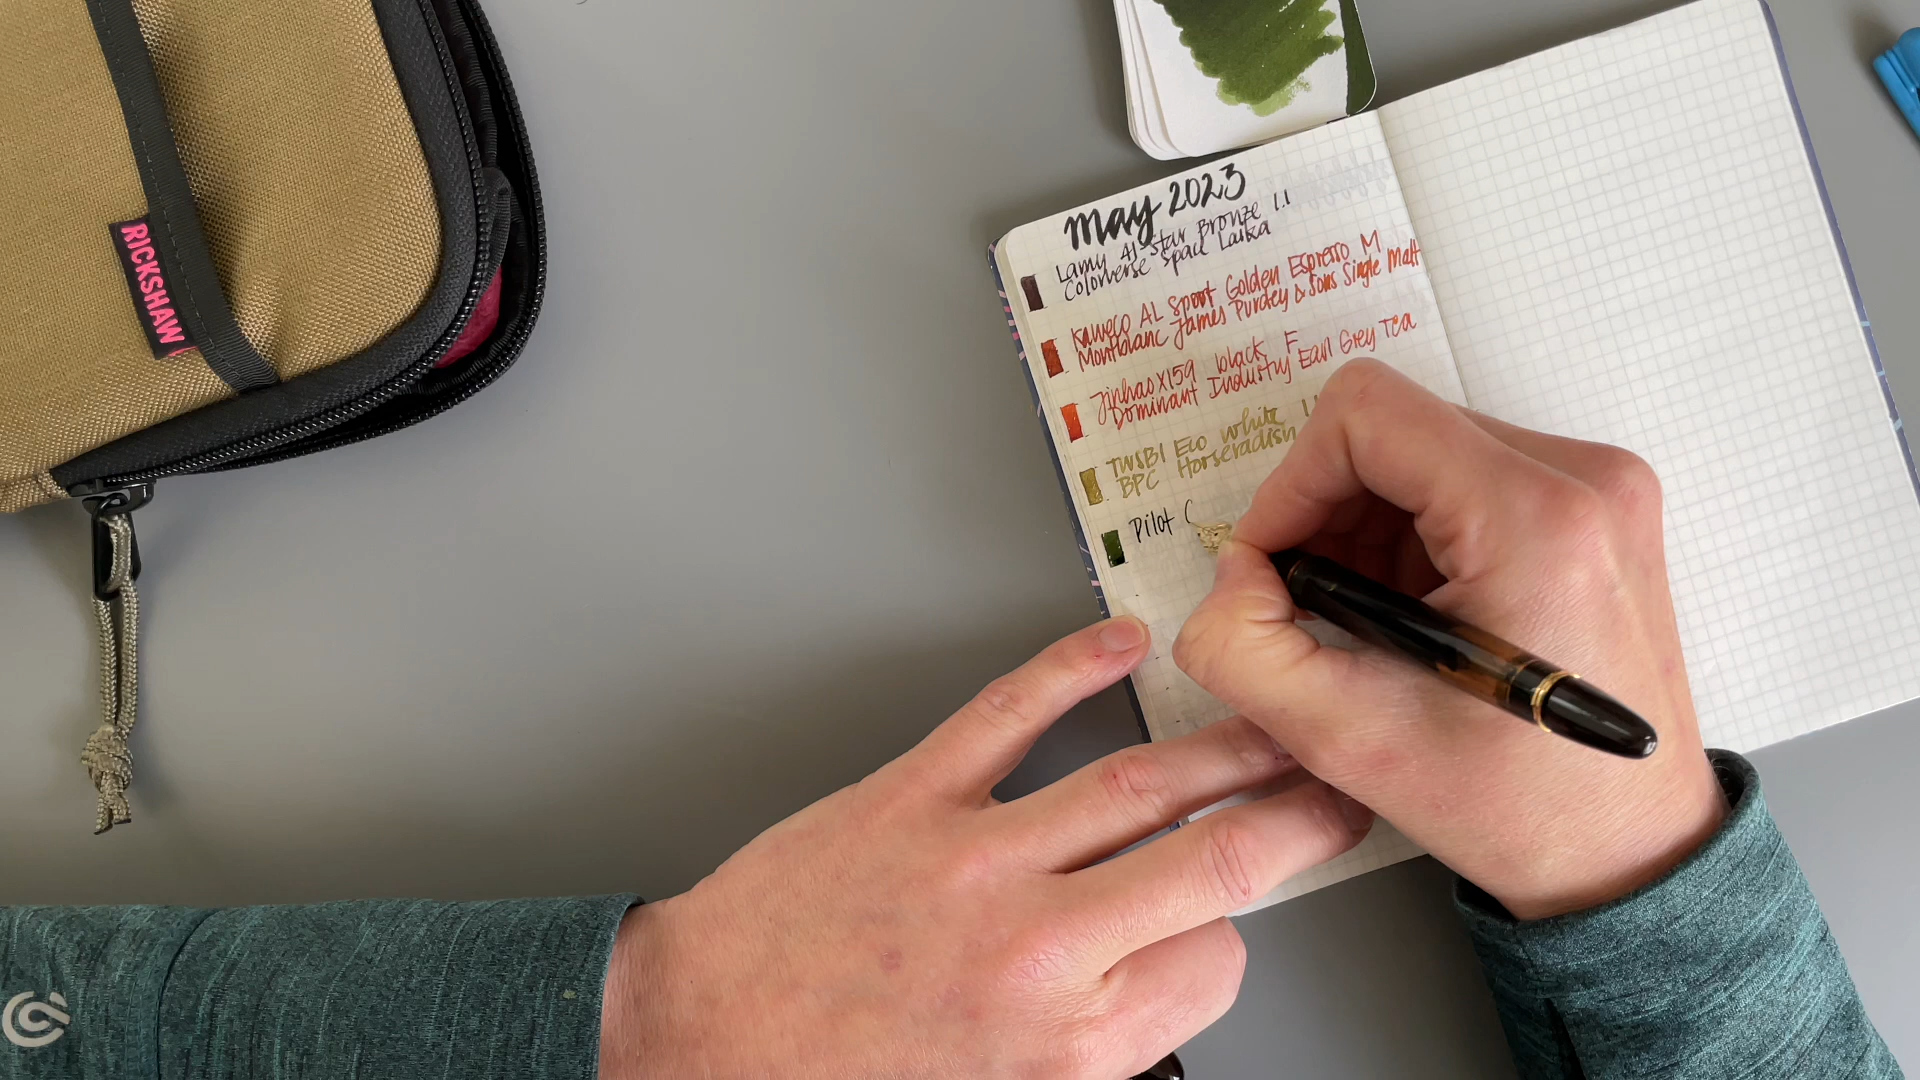 RICKSHAW
May 2023
Lamy Al Star Bronze 1.1
Colorverse Space Laika
Kaweco AL Sport Golden Espresso M
Montblanc James Purdey & Sons Single Malt
Jinhao X159 black F
Dominant Industry Earl Grey Tea
TWSBI Eco white
BPC Horseradish
Pilot C